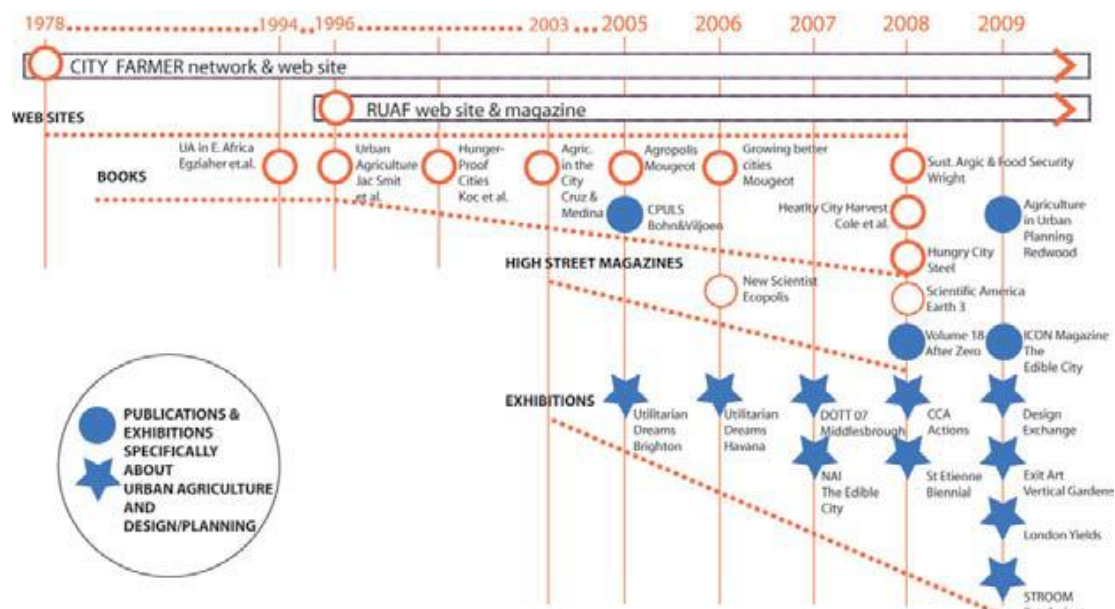 1978
1994
1996
2003
2005
2006
2007
2008
2009
CITY FARMER network & web site
RUAF web site & magazine
WEB SITES
BOOKS
UA in E. Africa
Egziaher et.al.
Urban
Agriculture
Jac Smit
et al.
Hunger-
Proof
Cities
Koc et al.
Agric.
in the
City
Cruz &
Medina
Agropolis
Mougeot
CPULS
Bohn&Viljoen
Growing better
cities
Mougeot
Sust. Argic & Food Security
Wright
Heatlty City Harvest
Cole et al.
Hungry City
Steel
Agriculture
in Urban
Planning
Redwood
HIGH STREET MAGAZINES
New Scientist
Ecopolis
Scientific America
Earth 3
Volume 18
After Zero
ICON Magazine
The
Edible City
EXHIBITIONS
Utilitarian
Dreams
Brighton
Utilitarian
Dreams
Havana
DOTT 07
Middlesbrough
NAI
The Edible
City
CCA
Actions
St Etienne
Biennial
Design
Exchange
Exit Art
Vertical Gardens
London Yields
STROOM
PUBLICATIONS &
EXHIBITIONS
SPECIFICALLY
ABOUT
URBAN AGRICULTURE
AND
DESIGN/PLANNING